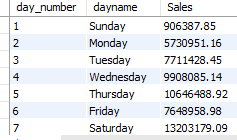 day_number dayname Sales
1 Sunday 906387.85
2 Monday 5730951.16
3 Tuesday 7711428.45
4 Wednesday 9908085.14
5 Thursday 10646488.92
6 Friday 7648958.98
7 Saturday 13203179.09